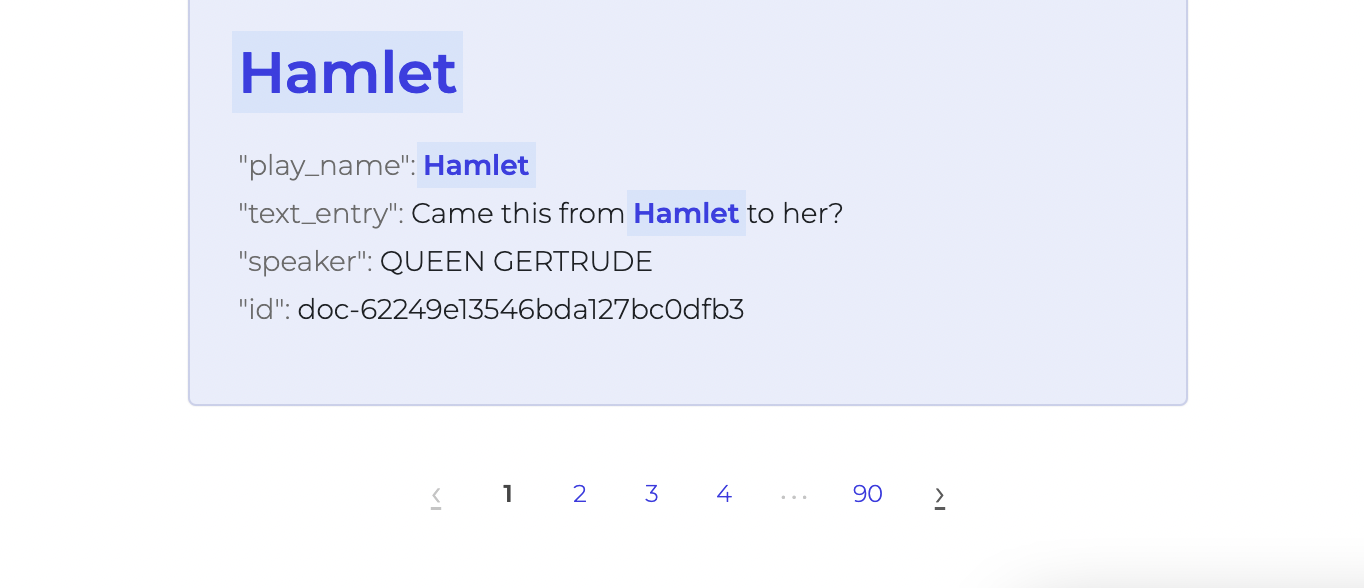 Hamlet
"play_name": Hamlet
"text_entry": Came this from Hamlet to her?
"speaker": QUEEN GERTRUDE
"id": doc-62249e13546bda127bc0dfb3
‹ 1 2 3 4 ... 90 ›